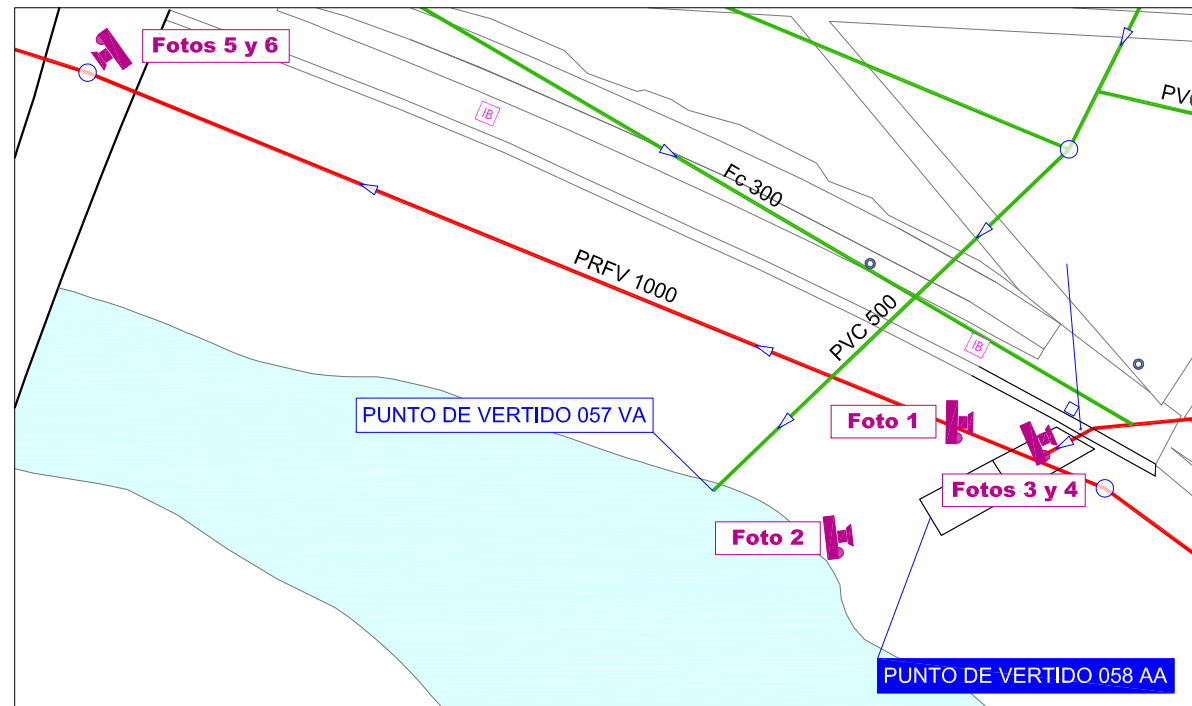 Fotos 5 y 6
PVC
IB
Fc 300
PRFV 1000
PVC 500
IB
PUNTO DE VERTIDO 057 VA
Foto 1
Fotos 3 y 4
Foto 2
PUNTO DE VERTIDO 058 AA